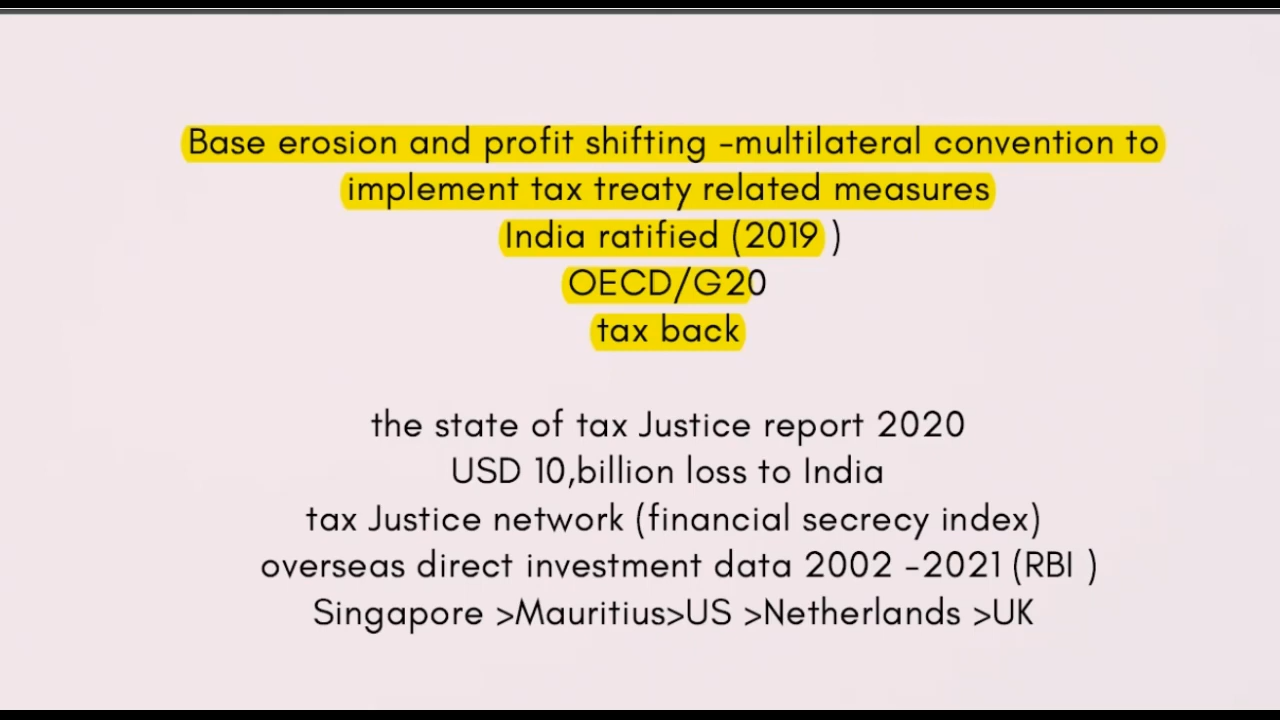 Base erosion and profit shifting -multilateral convention to
implement tax treaty related measures
India ratified (2019 )
OECD/G20
tax back
the state of tax Justice report 2020
USD 10,billion loss to India
tax Justice network (financial secrecy index)
overseas direct investment data 2002 -2021 (RBI )
Singapore >Mauritius>US >Netherlands >UK